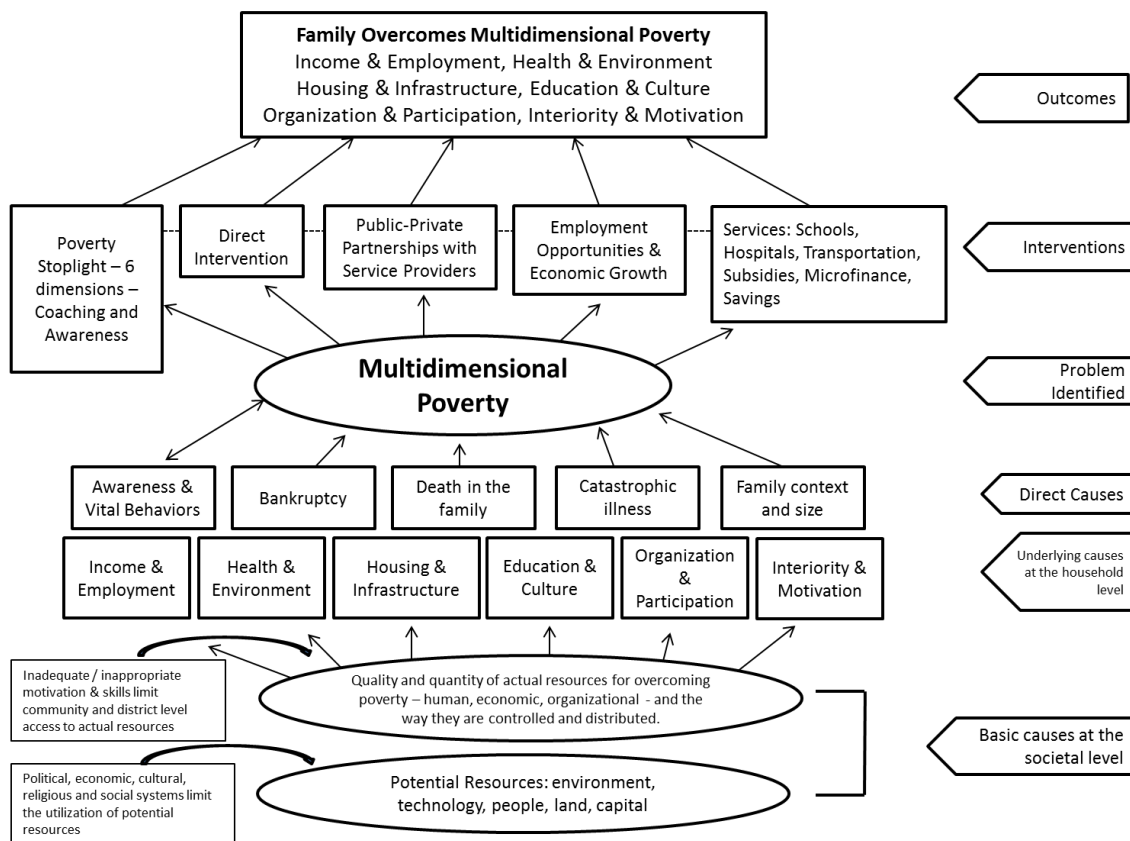 Family Overcomes Multidimensional Poverty
Income & Employment, Health & Environment
Housing & Infrastructure, Education & Culture
Organization & Participation, Interiority & Motivation
Outcomes
Poverty
Stoplight – 6
dimensions –
Coaching and
Awareness
Direct
Intervention
Public-Private
Partnerships with
Service Providers
Employment
Opportunities &
Economic Growth
Services: Schools,
Hospitals, Transportation,
Subsidies, Microfinance,
Savings
Interventions
Multidimensional
Poverty
Problem
Identified
Awareness &
Vital Behaviors
Bankruptcy
Death in the
family
Catastrophic
illness
Family context
and size
Direct Causes
Income &
Employment
Health &
Environment
Housing &
Infrastructure
Education &
Culture
Organization
&
Participation
Interiority &
Motivation
Underlying causes
at the household
level
Inadequate / inappropriate
motivation & skills limit
community and district level
access to actual resources
Quality and quantity of actual resources for overcoming
poverty – human, economic, organizational - and the
way they are controlled and distributed.
Basic causes at the
societal level
Political, economic, cultural,
religious and social systems limit
the utilization of potential
resources
Potential Resources: environment,
technology, people, land, capital